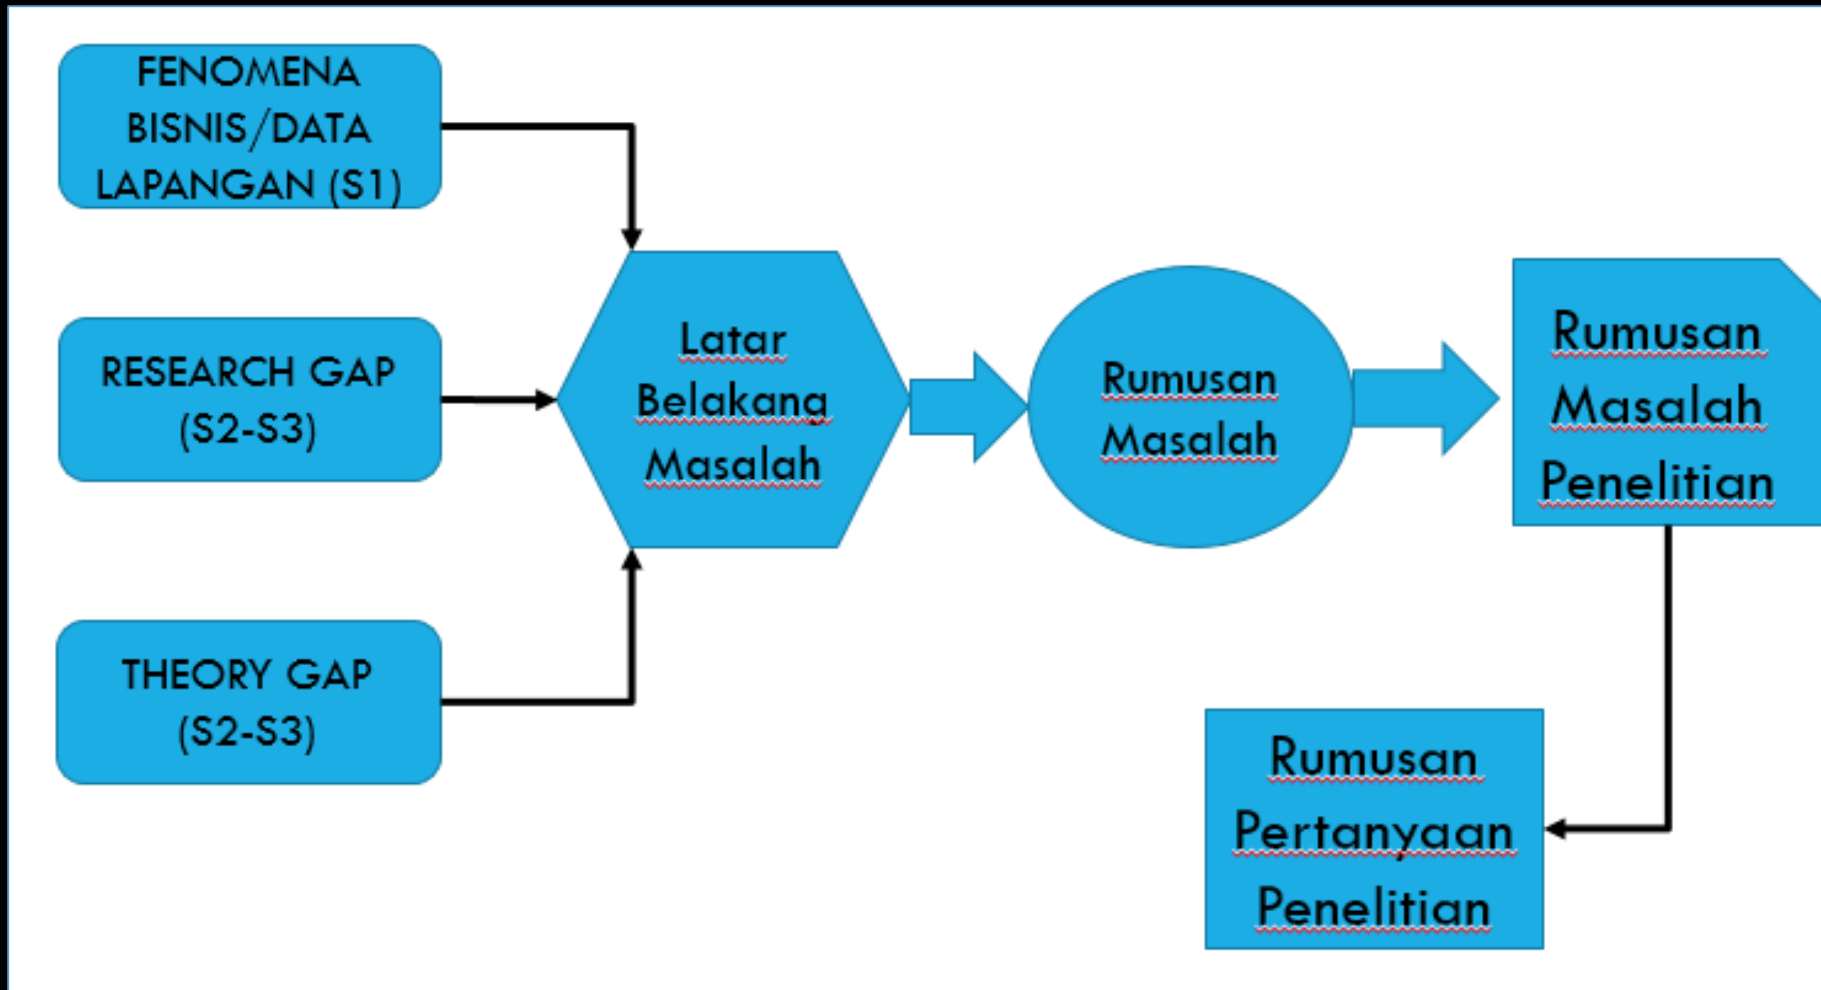 FENOMENA
BISNIS/DATA
LAPANGAN (S1)
RESEARCH GAP
(S2-S3)
THEORY GAP
(S2-S3)
Latar
Belakang
Masalah
Rumusan
Masalah
Rumusan
Masalah
Penelitian
Rumusan
Pertanyaan
Penelitian